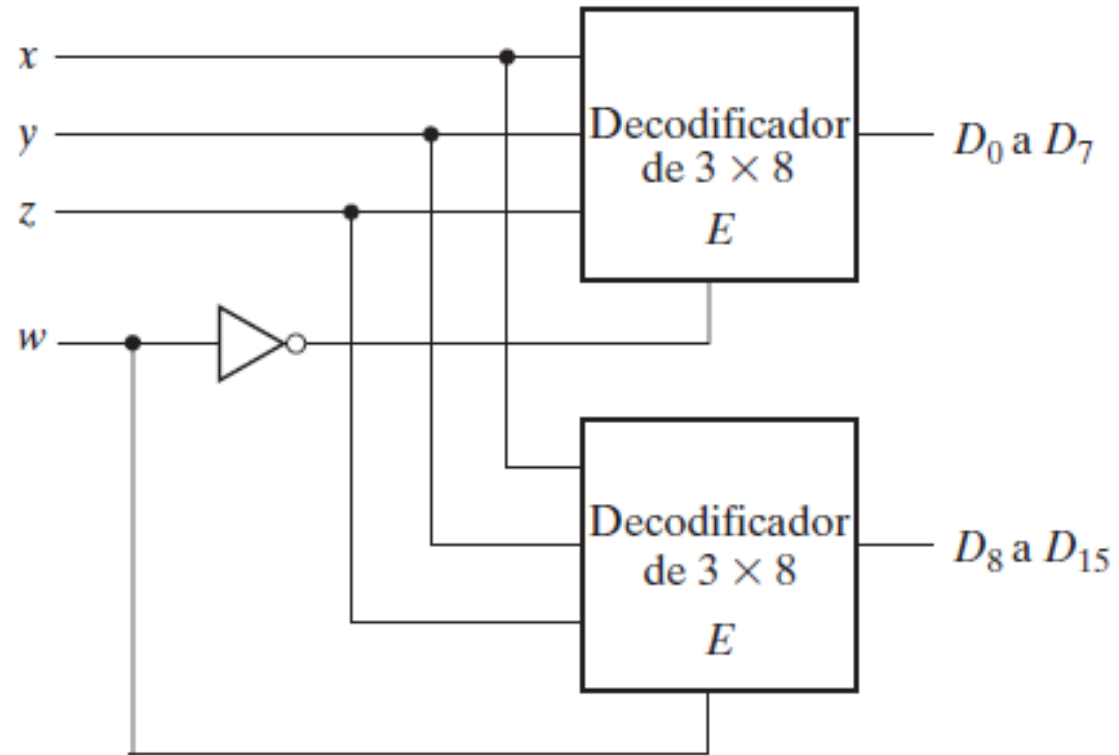 x
y
z
w
Decodificador
de 3 × 8
E
D₀ a D₇
Decodificador
de 3 × 8
E
D₈ a D₁₅